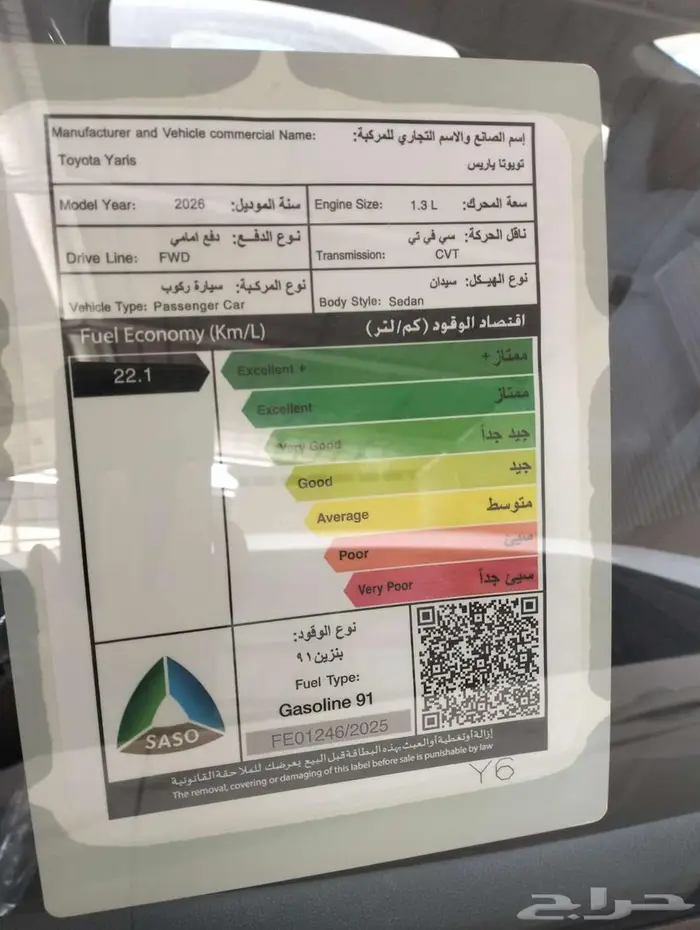 Manufacturer and Vehicle commercial Name: إسم الصانع والاسم التجاري للمركبة:
Toyota Yaris تويوتا ياريس
Model Year: 2026 سنة الموديل:
Engine Size: 1.3 L سعة المحرك:
نوع الدفع: دفع امامي
Drive Line: FWD
ناقل الحركة: سي في تي
Transmission: CVT
نوع المركبة: سيارة ركوب
Vehicle Type: Passenger Car
نوع الهيكل: سيدان
Body Style: Sedan
Fuel Economy (Km/L) اقتصاد الوقود (كم/لتر)
22.1
Excellent + ممتاز+
Excellent ممتاز
Very Good جيد جداً
Good جيد
Average متوسط
Poor سيئ
Very Poor سيئ جداً
نوع الوقود:
بنزين ٩١
Fuel Type:
Gasoline 91
FE01246/2025
SASO
إزالة أوتغطية أوالعبث بهذه البطاقة قبل البيع يعرضك للملاحقة القانونية
The removal, covering or damaging of this label before sale is punishable by law
Y6
حراج